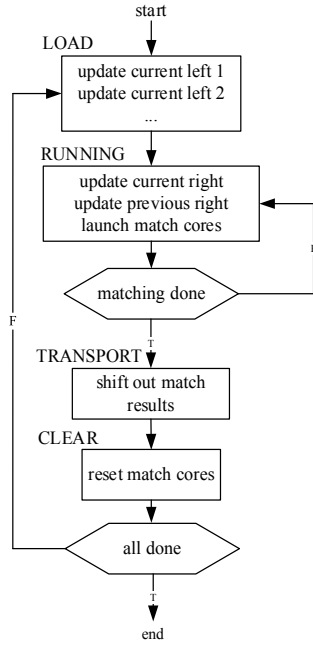 start
LOAD
update current left 1
update current left 2
...
RUNNING
update current right
update previous right
launch match cores
matching done
T
TRANSPORT
shift out match
results
CLEAR
reset match cores
F
all done
T
end